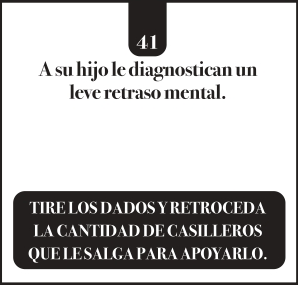 41
A su hijo le diagnostican un
leve retraso mental.
TIRE LOS DADOS Y RETROCEDA
LA CANTIDAD DE CASILLEROS
QUE LE SALGA PARA APOYARLO.